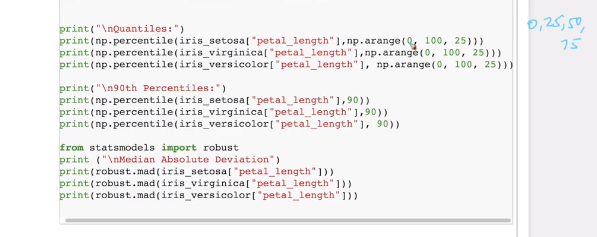 print("\nQuantiles:")
print(np.percentile(iris_setosa["petal_length"],np.arange(0, 100, 25)))
print(np.percentile(iris_virginica["petal_length"],np.arange(0, 100, 25)))
print(np.percentile(iris_versicolor["petal_length"], np.arange(0, 100, 25)))
print("\n90th Percentiles:")
print(np.percentile(iris_setosa["petal_length"],90))
print(np.percentile(iris_virginica["petal_length"],90))
print(np.percentile(iris_versicolor["petal_length"], 90))
from statsmodels import robust
print ("\nMedian Absolute Deviation")
print(robust.mad(iris_setosa["petal_length"]))
print(robust.mad(iris_virginica["petal_length"]))
print(robust.mad(iris_versicolor["petal_length"]))
0,25,50,
75